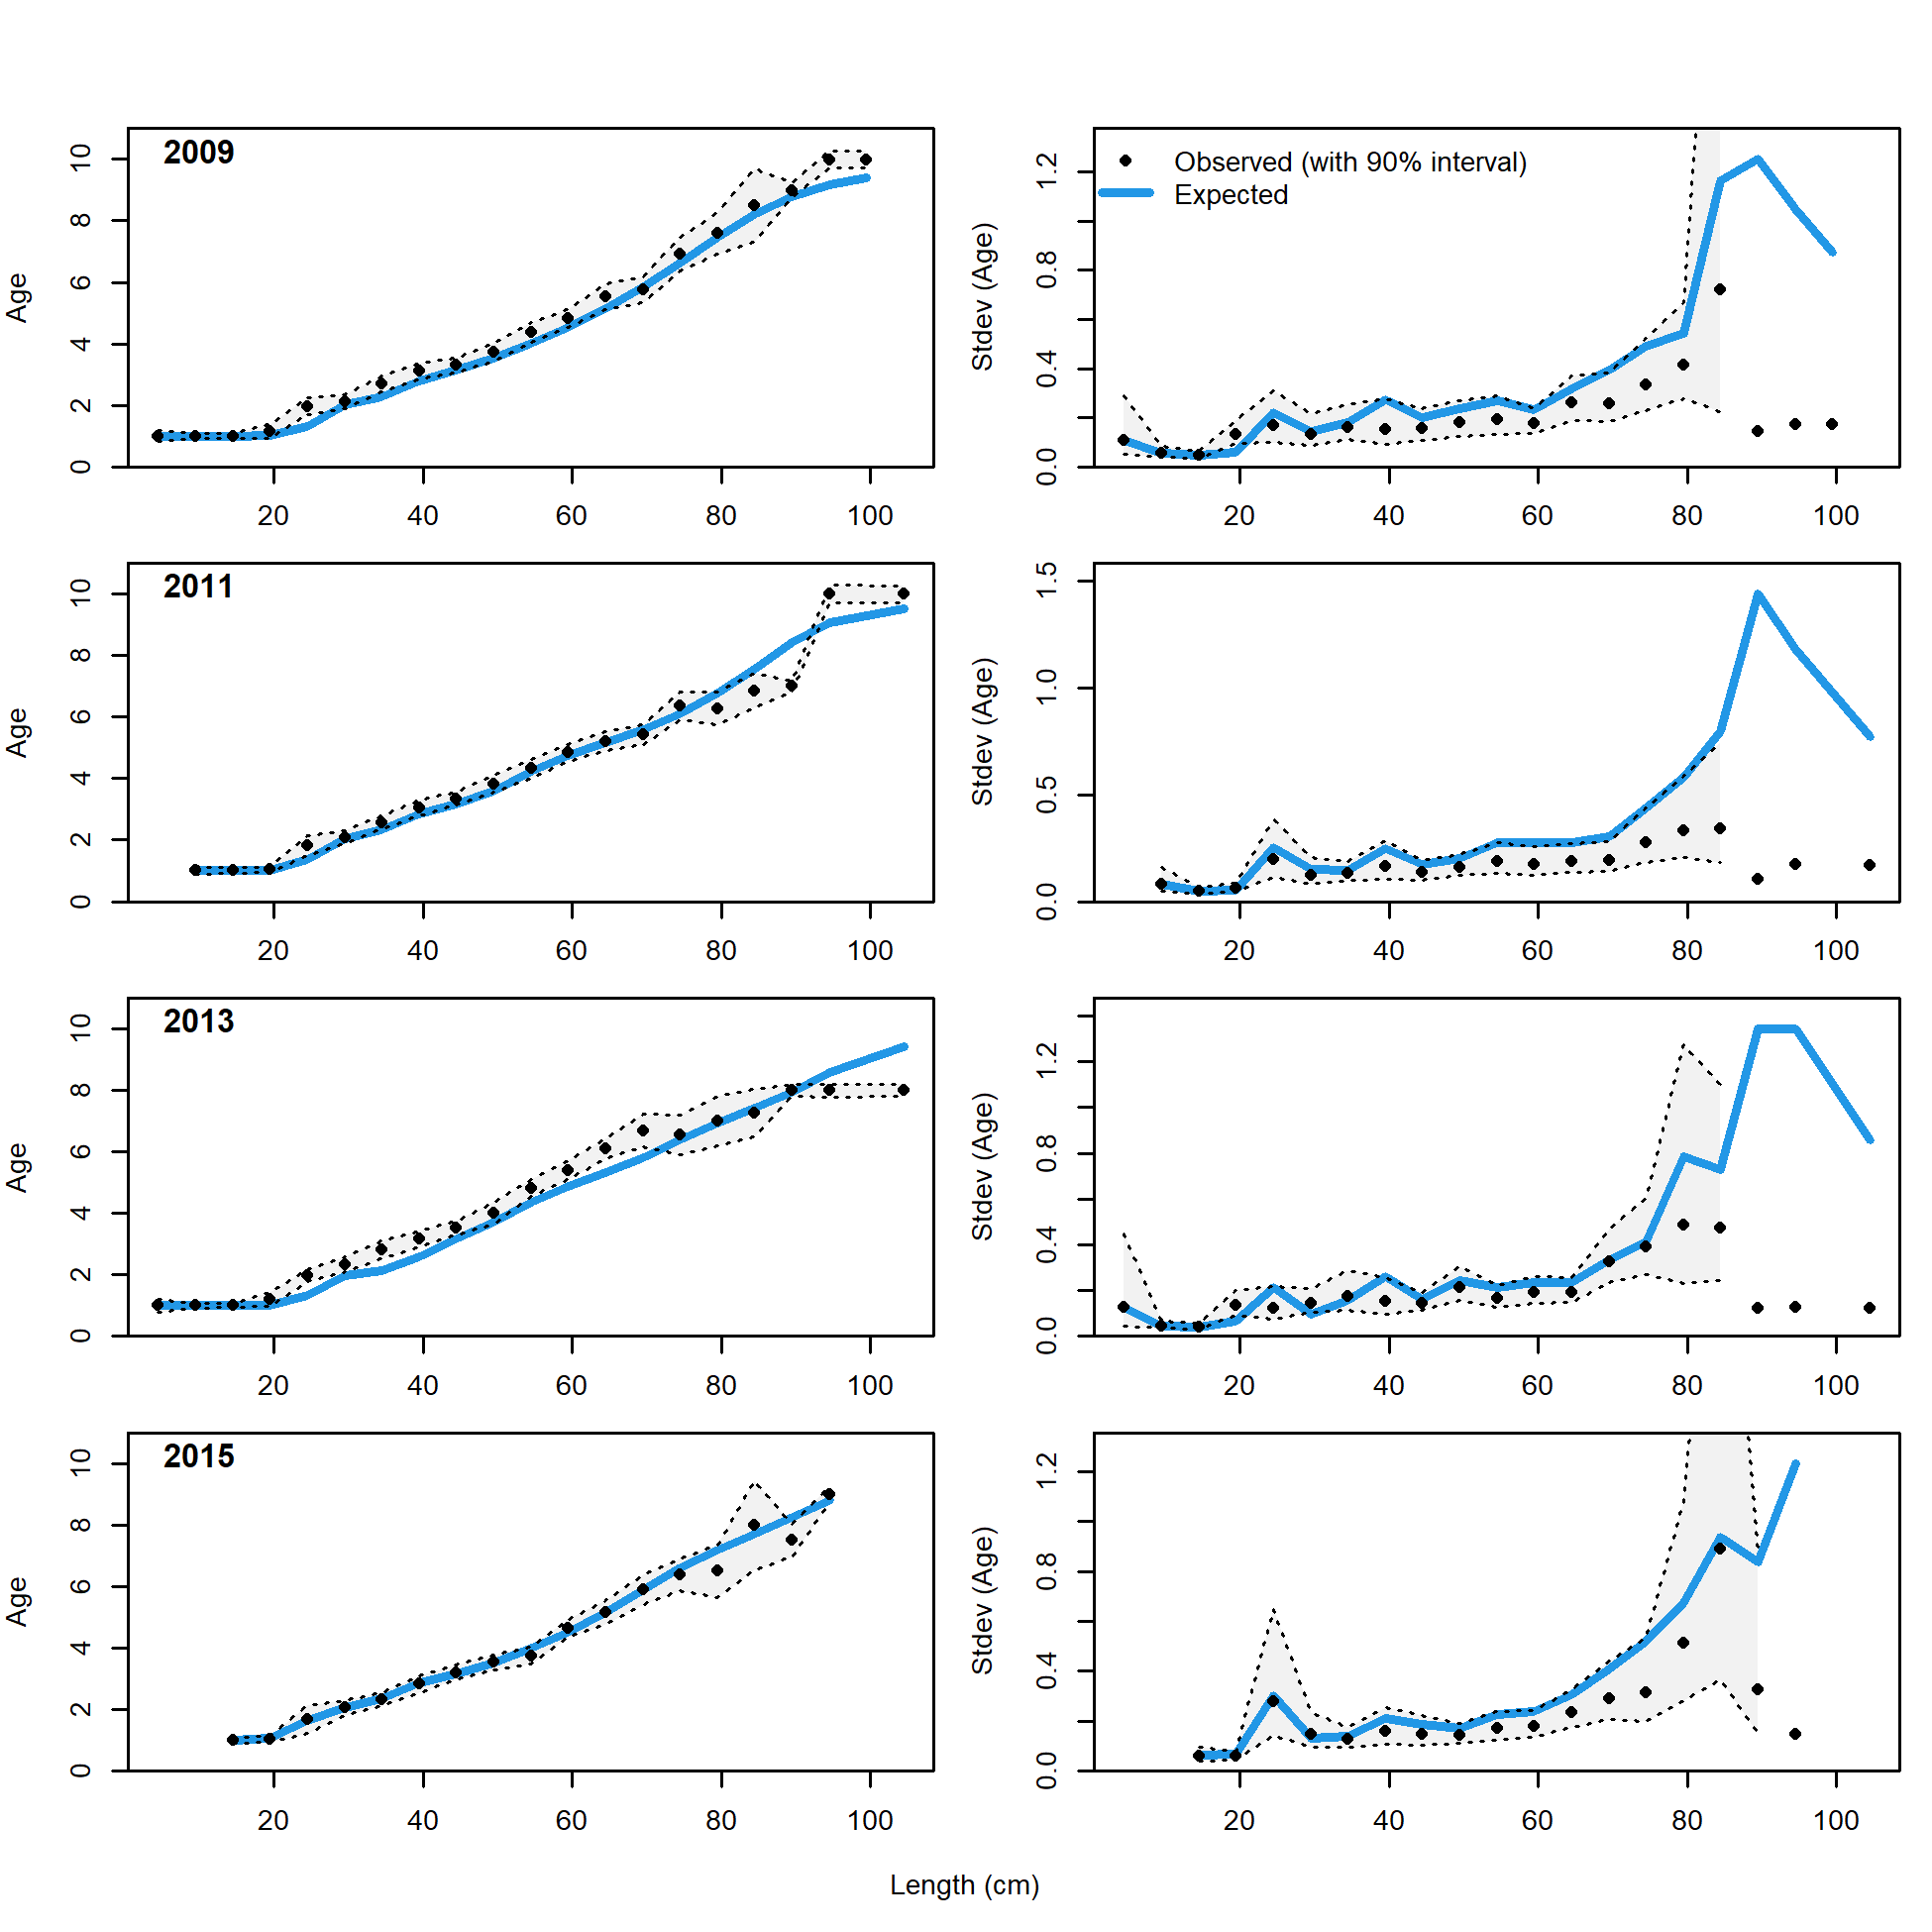 2009
Age
0 2 4 6 8 10
20 40 60 80 100
Observed (with 90% interval)
Expected
Stdev (Age)
0.0 0.4 0.8 1.2
20 40 60 80 100
2011
Age
0 2 4 6 8 10
20 40 60 80 100
Stdev (Age)
0.0 0.5 1.0 1.5
20 40 60 80 100
2013
Age
0 2 4 6 8 10
20 40 60 80 100
Stdev (Age)
0.0 0.4 0.8 1.2
20 40 60 80 100
2015
Age
0 2 4 6 8 10
20 40 60 80 100
Stdev (Age)
0.0 0.4 0.8 1.2
20 40 60 80 100
Length (cm)